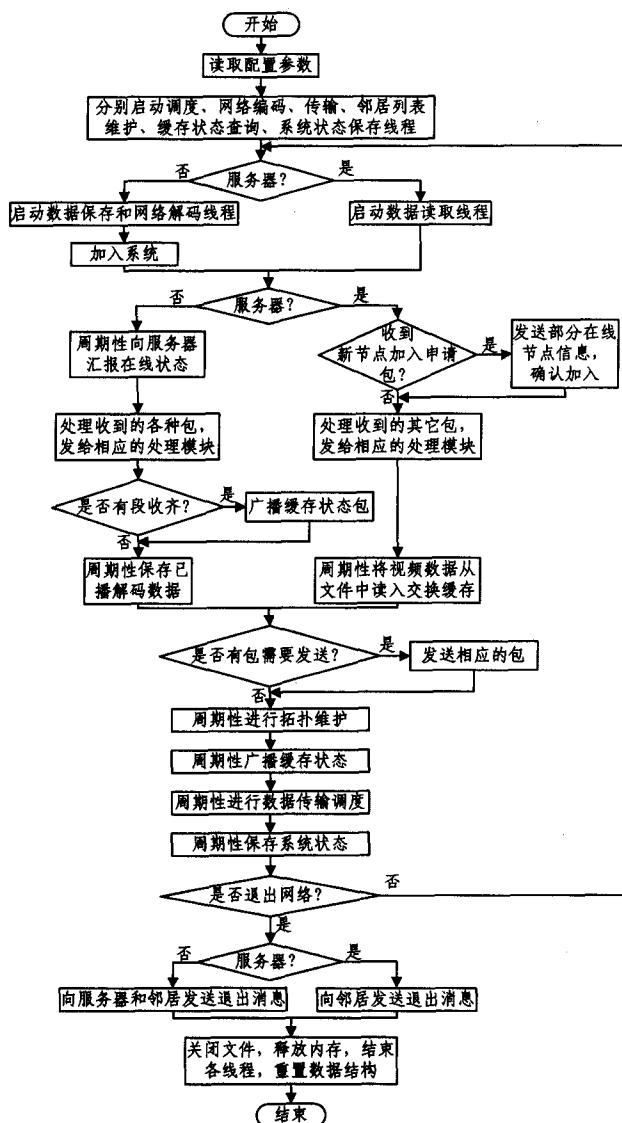 开始
读取配置参数
分别启动调度、网络编码、传输、邻居列表
维护、缓存状态查询、系统状态保存线程
否
服务器?
是
启动数据保存和网络解码线程
启动数据读取线程
加入系统
否
服务器?
是
周期性向服务器
汇报在线状态
收到
新节点加入申请
包?
是
发送部分在线
节点信息,
确认加入
否
处理收到的各种包,
发给相应的处理模块
处理收到的其它包,
发给相应的处理模块
是否有段收齐?
是
广播缓存状态包
否
周期性保存已
播解码数据
周期性将视频数据从
文件中读入交换缓存
是否有包需要发送?
是
发送相应的包
否
周期性进行拓扑维护
周期性广播缓存状态
周期性进行数据传输调度
周期性保存系统状态
是否退出网络?
否
是
否
服务器?
是
向服务器和邻居发送退出消息
向邻居发送退出消息
关闭文件,释放内存,结束
各线程,重置数据结构
结束